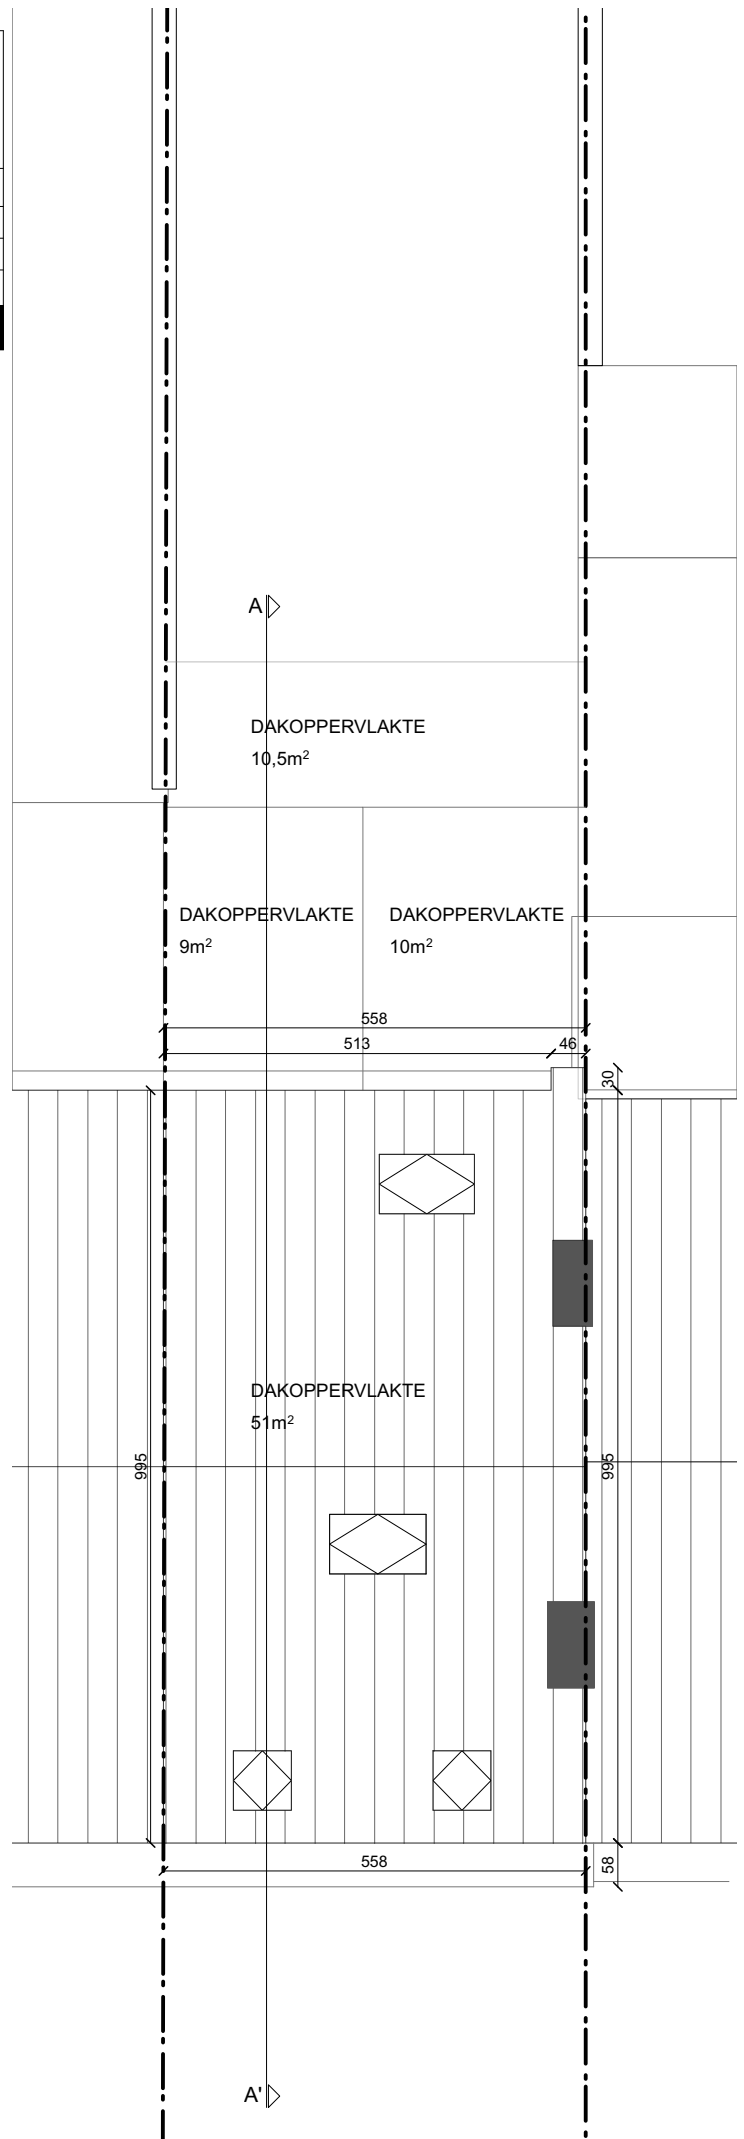 A
DAKOPPERVLAKTE
10,5m²
DAKOPPERVLAKTE
9m²
DAKOPPERVLAKTE
10m²
558
513
46
30
DAKOPPERVLAKTE
51m²
995
995
558
58
A'